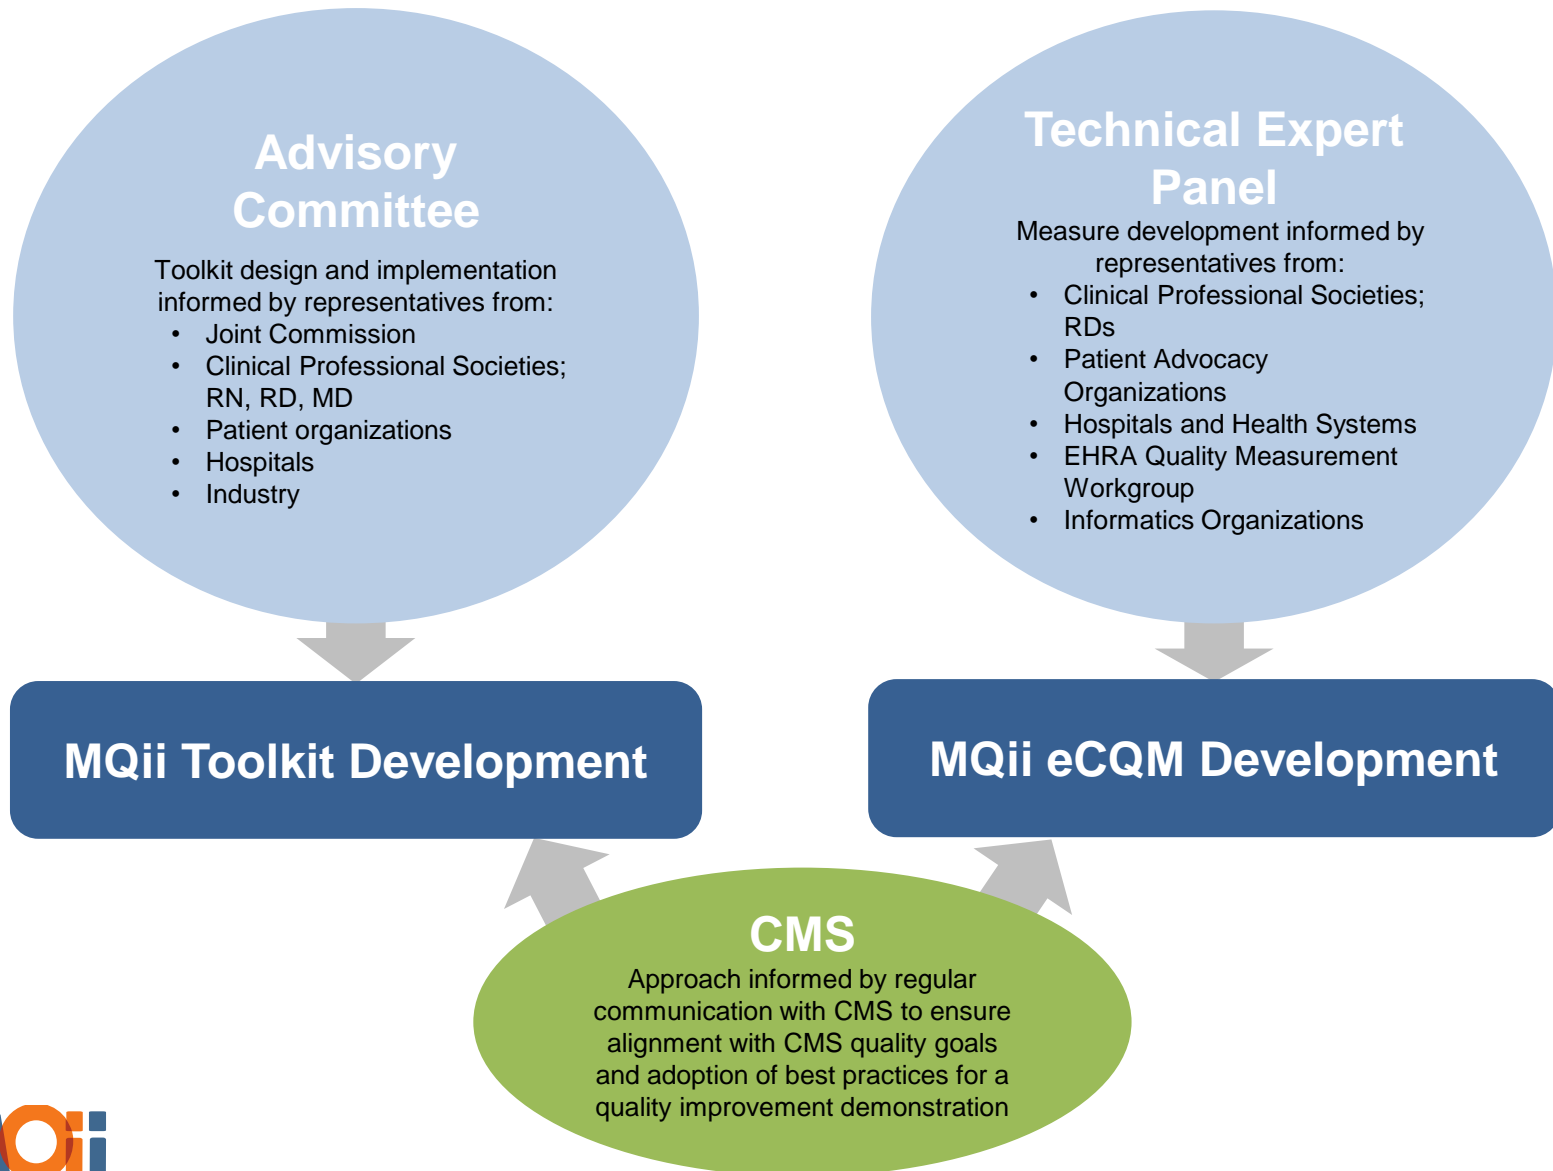 Advisory
Committee
Toolkit design and implementation
informed by representatives from:
• Joint Commission
• Clinical Professional Societies;
RN, RD, MD
• Patient organizations
• Hospitals
• Industry
Technical Expert
Panel
Measure development informed by
representatives from:
• Clinical Professional Societies;
RDs
• Patient Advocacy
Organizations
• Hospitals and Health Systems
• EHRA Quality Measurement
Workgroup
• Informatics Organizations
MQii Toolkit Development
MQii eCQM Development
CMS
Approach informed by regular
communication with CMS to ensure
alignment with CMS quality goals
and adoption of best practices for a
quality improvement demonstration